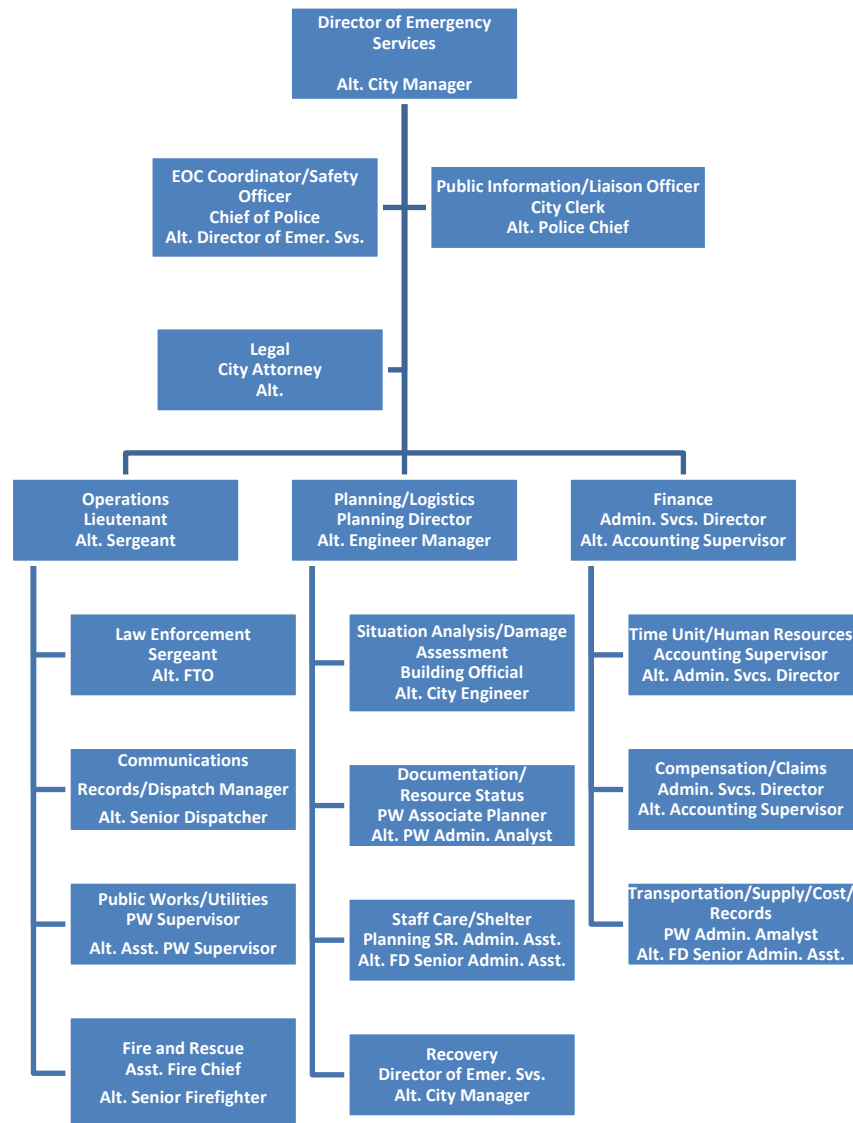 Director of Emergency
Services
Alt. City Manager
EOC Coordinator/Safety
Officer
Chief of Police
Alt. Director of Emer. Svs.
Public Information/Liaison Officer
City Clerk
Alt. Police Chief
Legal
City Attorney
Alt.
Operations
Lieutenant
Alt. Sergeant
Planning/Logistics
Planning Director
Alt. Engineer Manager
Finance
Admin. Svcs. Director
Alt. Accounting Supervisor
Law Enforcement
Sergeant
Alt. FTO
Situation Analysis/Damage
Assessment
Building Official
Alt. City Engineer
Time Unit/Human Resources
Accounting Supervisor
Alt. Admin. Svcs. Director
Communications
Records/Dispatch Manager
Alt. Senior Dispatcher
Documentation/
Resource Status
PW Associate Planner
Alt. PW Admin. Analyst
Compensation/Claims
Admin. Svcs. Director
Alt. Accounting Supervisor
Public Works/Utilities
PW Supervisor
Alt. Asst. PW Supervisor
Staff Care/Shelter
Planning SR. Admin. Asst.
Alt. FD Senior Admin. Asst.
Transportation/Supply/Cost/
Records
PW Admin. Amalyst
Alt. FD Senior Admin. Asst.
Fire and Rescue
Asst. Fire Chief
Alt. Senior Firefighter
Recovery
Director of Emer. Svs.
Alt. City Manager